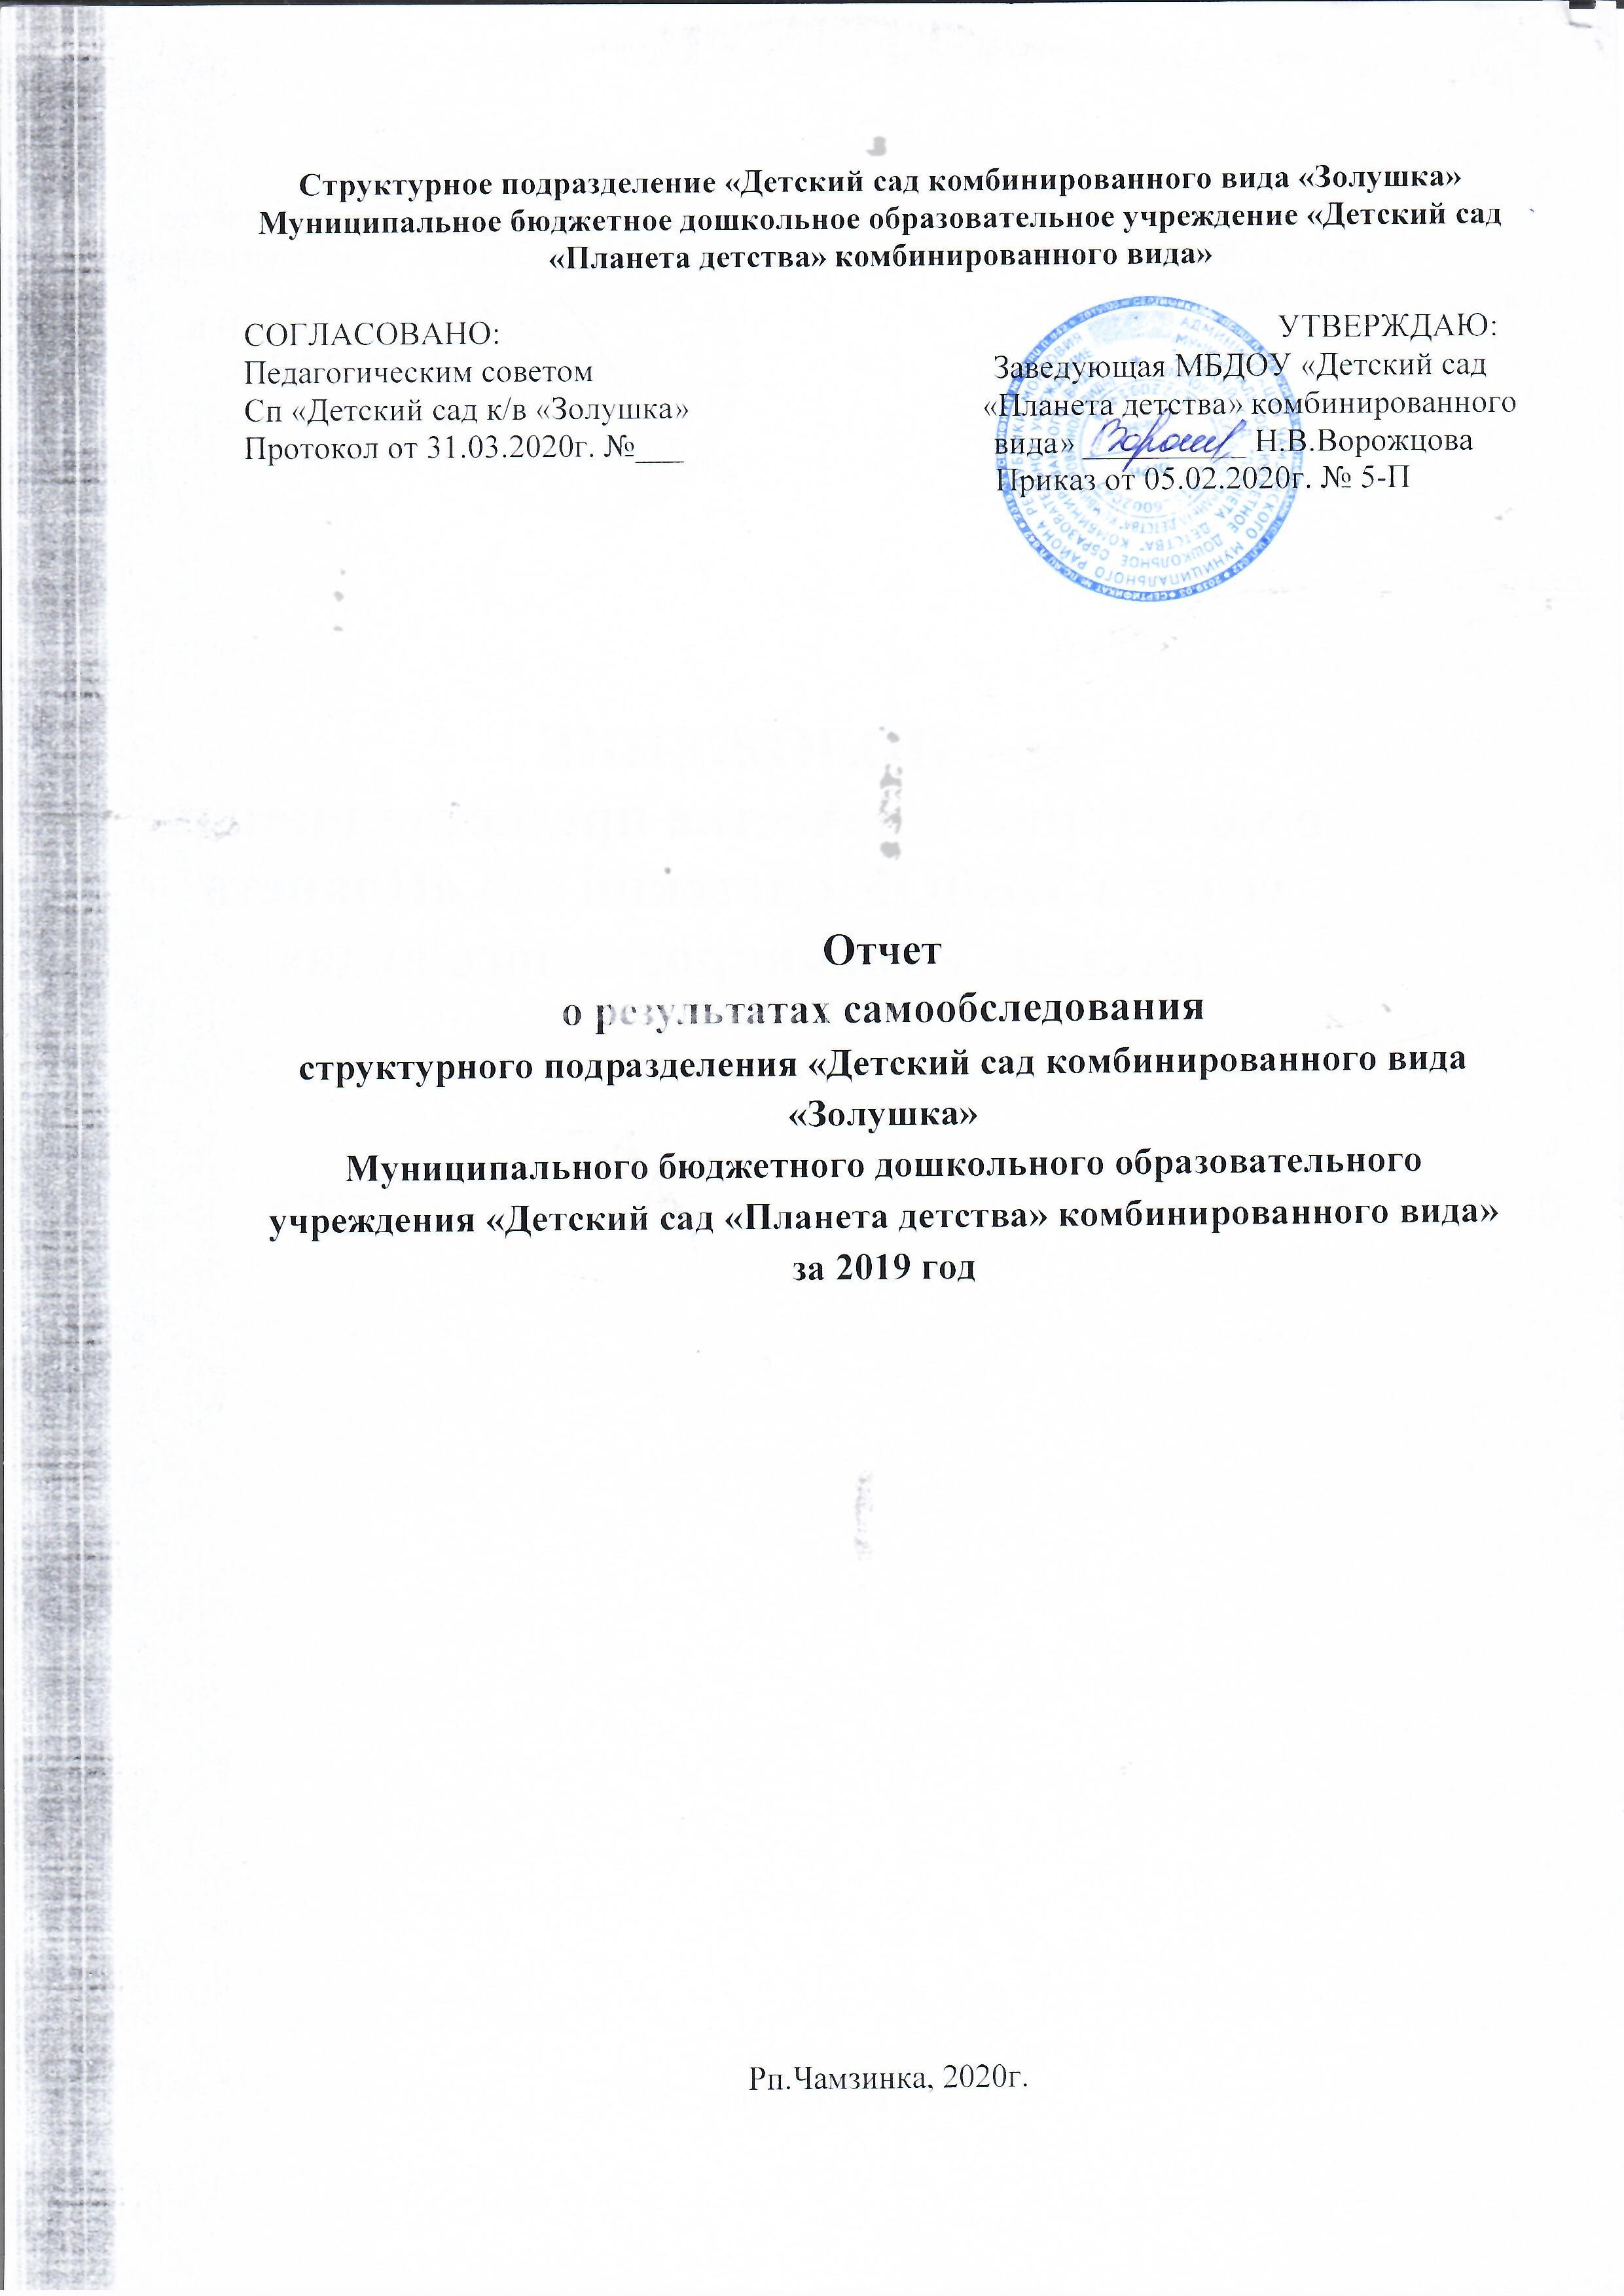 Структурное подразделение «Детский сад комбинированного вида «Золушка»
Муниципальное бюджетное дошкольное образовательное учреждение «Детский сад
«Планета детства» комбинированного вида»
СОГЛАСОВАНО:
Педагогическим советом
Сп «Детский сад к/в «Золушка»
Протокол от 31.03.2020г. №___
УТВЕРЖДАЮ:
Заведующая МБДОУ «Детский сад
«Планета детства» комбинированного
вида» __________ Н.В.Ворожцова
Приказ от 05.02.2020г. № 5-П
Отчет
о результатах самообследования
структурного подразделения «Детский сад комбинированного вида
«Золушка»
Муниципального бюджетного дошкольного образовательного
учреждения «Детский сад «Планета детства» комбинированного вида»
за 2019 год
Рп.Чамзинка, 2020г.